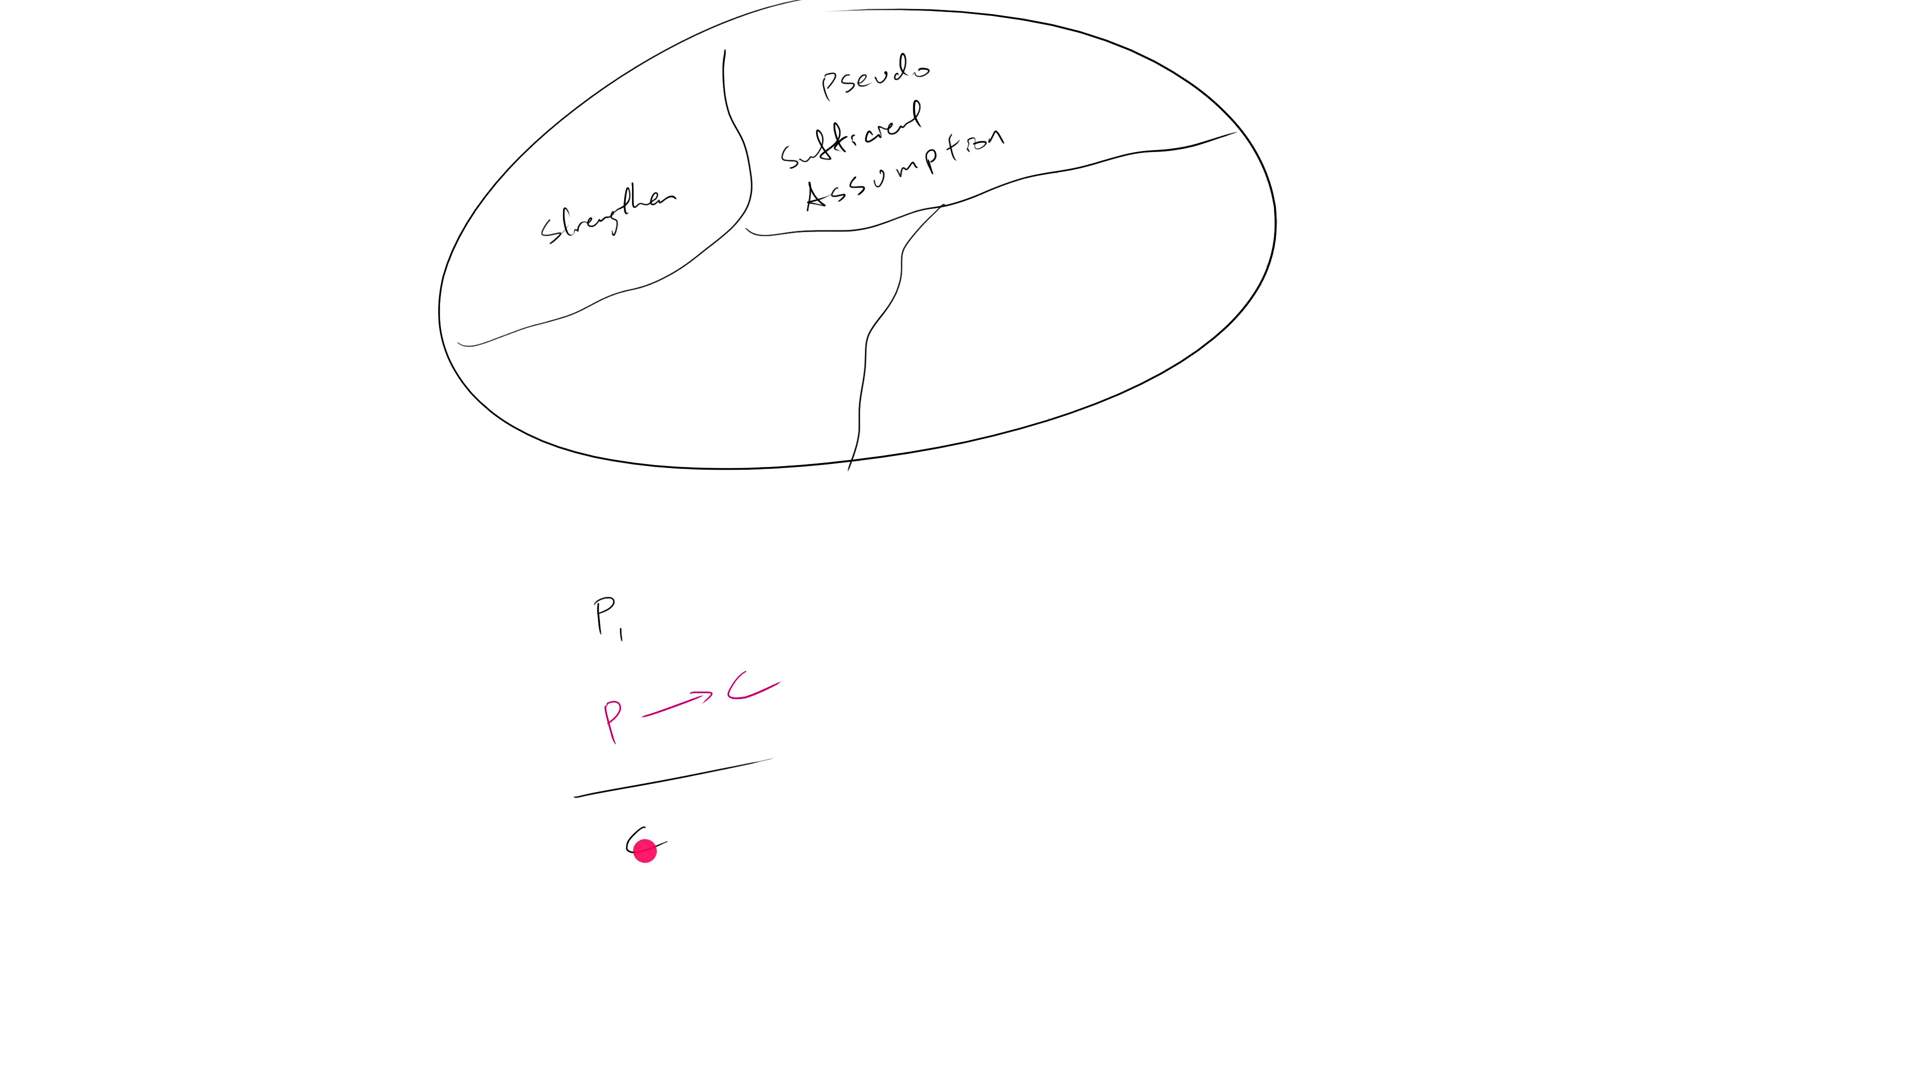 Pseudo
Sufficient
Assumption
Strengthen
P₁
P → C
C